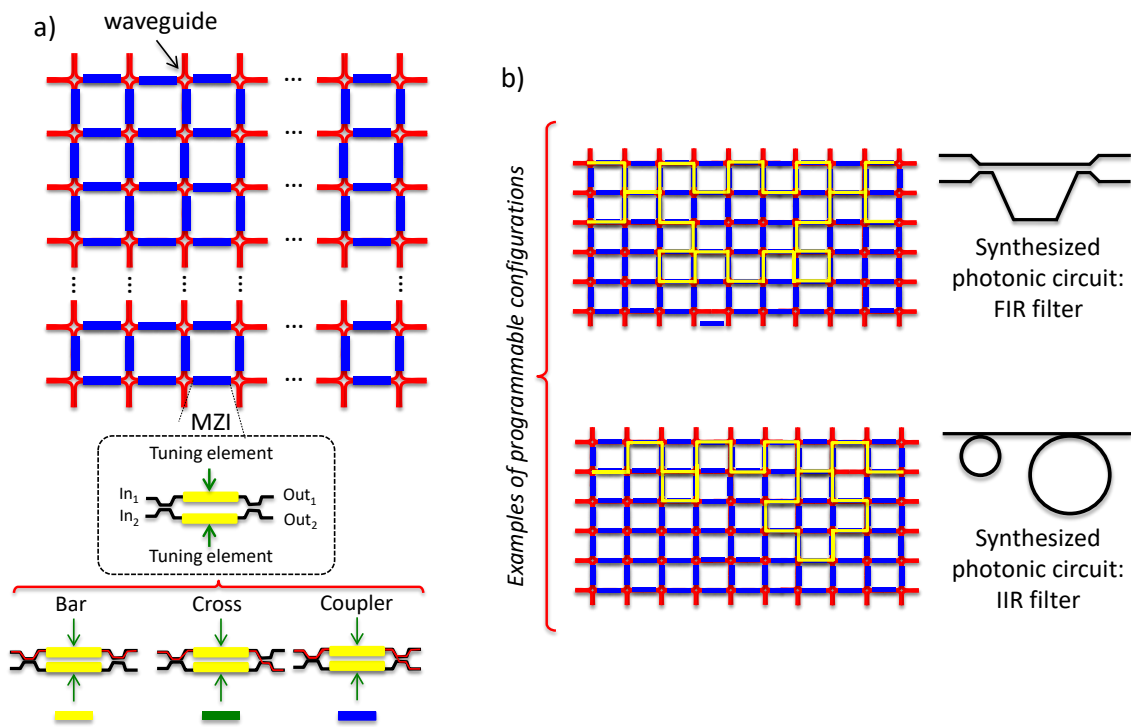 a)
waveguide
...
...
...
...
⋮
⋮
⋮
⋮
⋮
...
...
MZI
Tuning element
In1
Out1
In2
Out2
Tuning element
Bar
Cross
Coupler
b)
Examples of programmable configurations
Synthesized
photonic circuit:
FIR filter
Synthesized
photonic circuit:
IIR filter